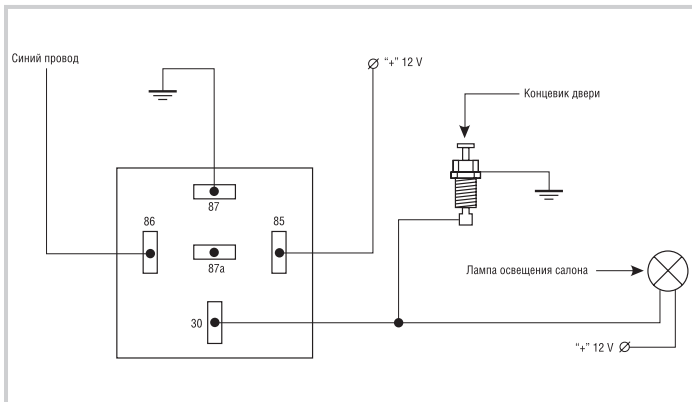 Синий провод
“+” 12 V
Концевик двери
87
86
85
87a
Лампа освещения салона
30
“+” 12 V